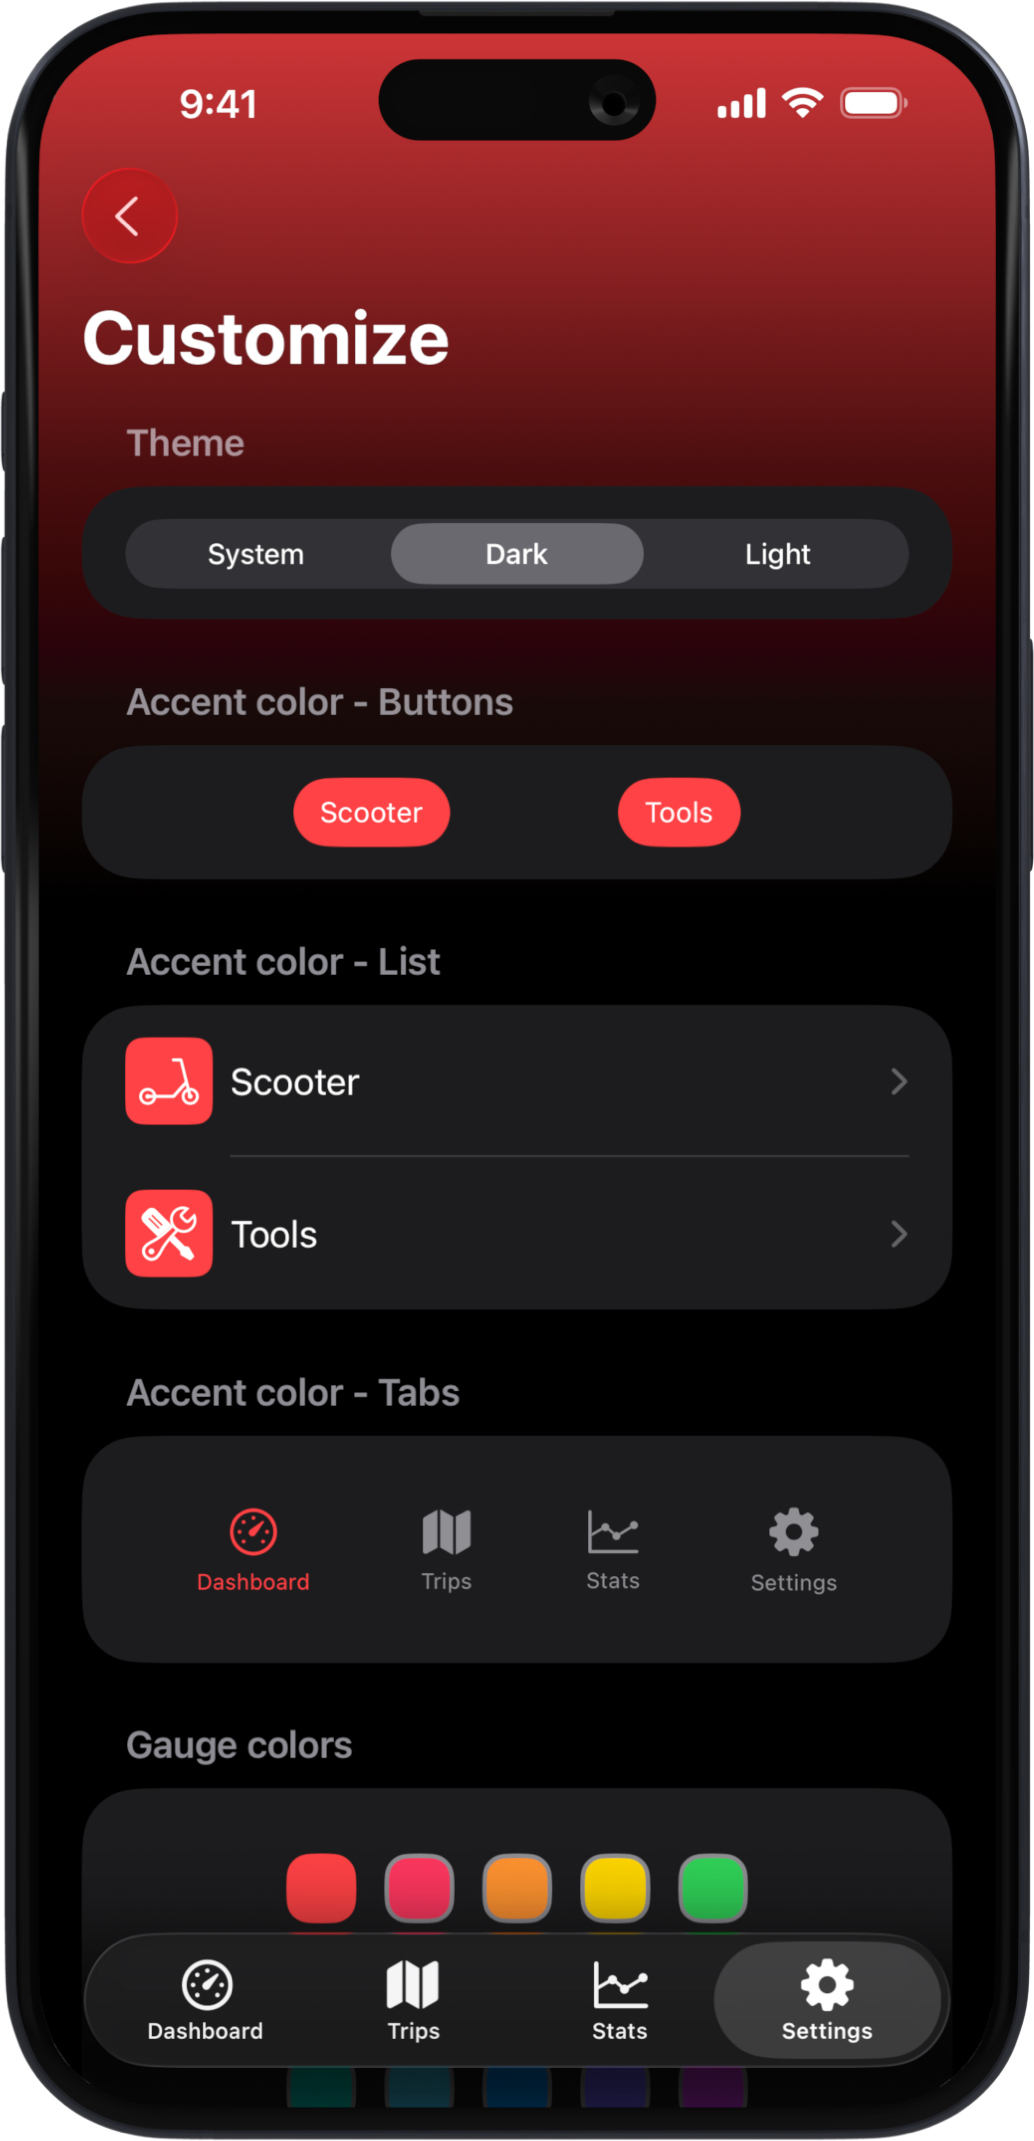 9:41
Customize
Theme
System Dark Light
Accent color - Buttons
Scooter Tools
Accent color - List
Scooter
Tools
Accent color - Tabs
Dashboard Trips Stats Settings
Gauge colors
Dashboard Trips Stats Settings